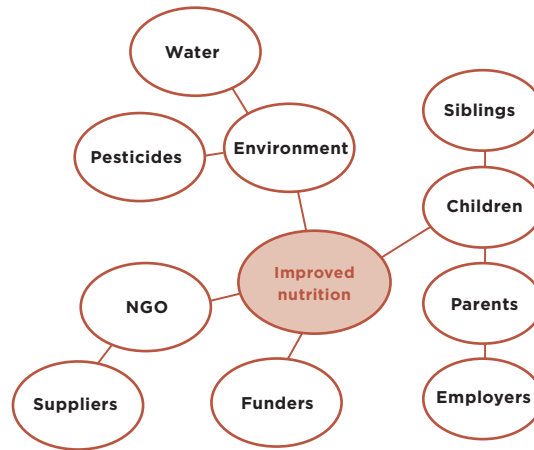 Water
Siblings
Pesticides
Environment
Children
Improved
nutrition
NGO
Parents
Suppliers
Funders
Employers